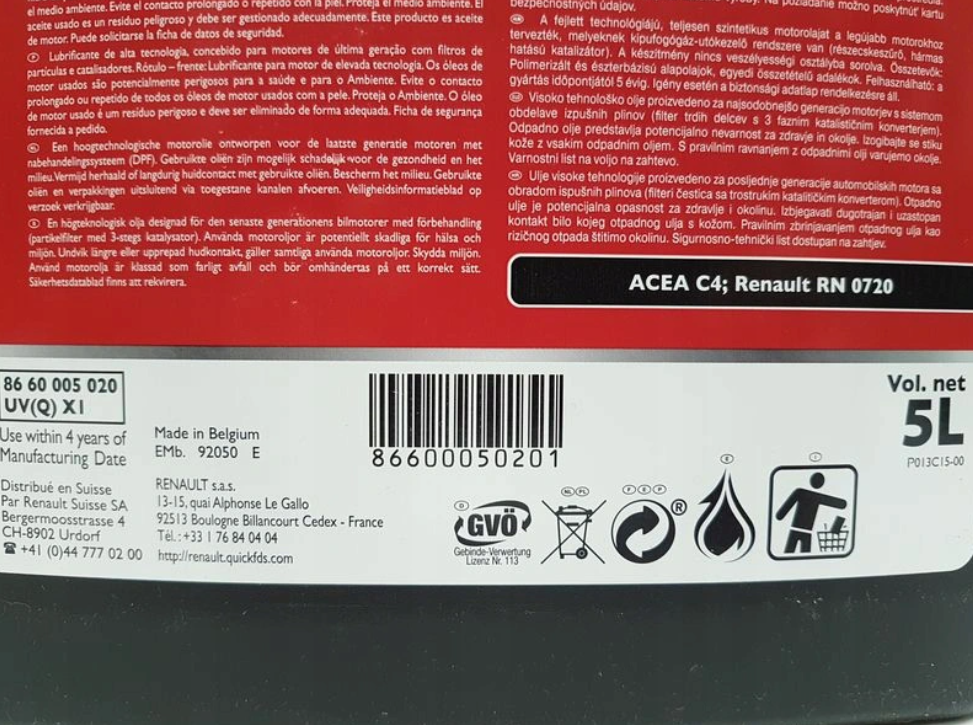 el medio ambiente. Evite el contacto prolongado o repetido con la piel. Proteja el medio ambiente. El
aceite usado es un residuo peligroso y debe ser gestionado adecuadamente. Este producto es aceite
de motor. Puede solicitarse la ficha de datos de seguridad.
P Lubrificante de alta tecnologia, concebido para motores de última geração com filtros de
partículas e catalisadores. Rótulo – frente: Lubrificante para motor de elevada tecnologia. Os óleos de
motor usados são potencialmente perigosos para a saúde e para o Ambiente. Evite o contacto
prolongado ou repetido de todos os óleos de motor usados com a pele. Proteja o Ambiente. O óleo
de motor usado é um resíduo perigoso e deve ser eliminado de forma adequada. Ficha de segurança
fornecida a pedido.
NL Een hoogtechnologische motorolie ontworpen voor de laatste generatie motoren met
nabehandelingssysteem (DPF). Gebruikte oliën zijn mogelijk schadelijk voor de gezondheid en het
milieu. Vermijd herhaald of langdurig huidcontact met gebruikte oliën. Bescherm het milieu. Gebruikte
oliën en verpakkingen uitsluitend via toegestane kanalen afvoeren. Veiligheidsinformatieblad op
verzoek verkrijgbaar.
S En högteknologisk olja designad för den senaste generationens bilmotorer med förbehandling
(partikelfilter med 3-stegs katalysator). Använda motoroljor är potentiellt skadliga för hälsa och
miljön. Undvik längre eller upprepad hudkontakt, gäller samtliga använda motoroljor. Skydda miljön.
Använd motorolja är klassad som farligt avfall och bör omhändertas på ett korrekt sätt.
Säkerhetsdatablad finns att rekvirera.
Na požiadanie možno poskytnúť kartu
bezpečnostných údajov.
A fejlett technológiájú, teljesen szintetikus motorolajat a legújabb motorokhoz
tervezték, melyeknek kipufogógáz-utókezelő rendszere van (részecskeszűrő, hármas
hatású katalizátor). A készítmény nincs veszélyességi osztályba sorolva. Összetevők:
Polimerizált és észterbázisú alapolajok, egyedi összetételű adalékok. Felhasználható: a
gyártás időpontjától 5 évig. Igény esetén a biztonsági adatlap rendelkezésre áll.
Visoko tehnološko olje proizvedeno za najsodobnejšo generacijo motorjev s sistemom
obdelave izpušnih plinov (filter trdih delcev s 3 faznim katalističnim konverterjem).
Odpadno olje predstavlja potencijalno nevarnost za zdravje in okolje. Izogibajte se stiku
kože z vsakim odpadnim oljem. S pravilnim ravnanjem z odpadnimi olji varujemo okolje.
Varnostni list na voljo na zahtevo.
Ulje visoke tehnologije proizvedeno za posljednje generacije automobilskih motora sa
obradom ispušnih plinova (filteri čestica sa trostrukim katalitičkim konverterom). Otpadno
ulje je potencijalna opasnost za zdravlje i okolinu. Izbjegavati dugotrajan i uzastopan
kontakt bilo kojeg otpadnog ulja s kožom. Pravilnim zbrinjavanjem otpadnog ulja kao
rizičnog otpada štitimo okolinu. Sigurnosno-tehnički list dostupan na zahtjev.
ACEA C4; Renault RN 0720
86 60 005 020
UV(Q) X1
Use within 4 years of
Manufacturing Date
Distribué en Suisse
Par Renault Suisse SA
Bergermoosstrasse 4
CH-8902 Urdorf
☎ +41 (0)44 777 02 00
Made in Belgium
EMb. 92050 E
RENAULT s.a.s.
13-15, quai Alphonse Le Gallo
92513 Boulogne Billancourt Cedex - France
Tél.: +33 1 76 84 04 04
http://renault.quickfds.com
86600050201
Vol. net
5L
P013C15-00
D
GVÖ
Gebinde-Verwertung
Lizenz Nr. 113
NL PL
F E P
®
E
I